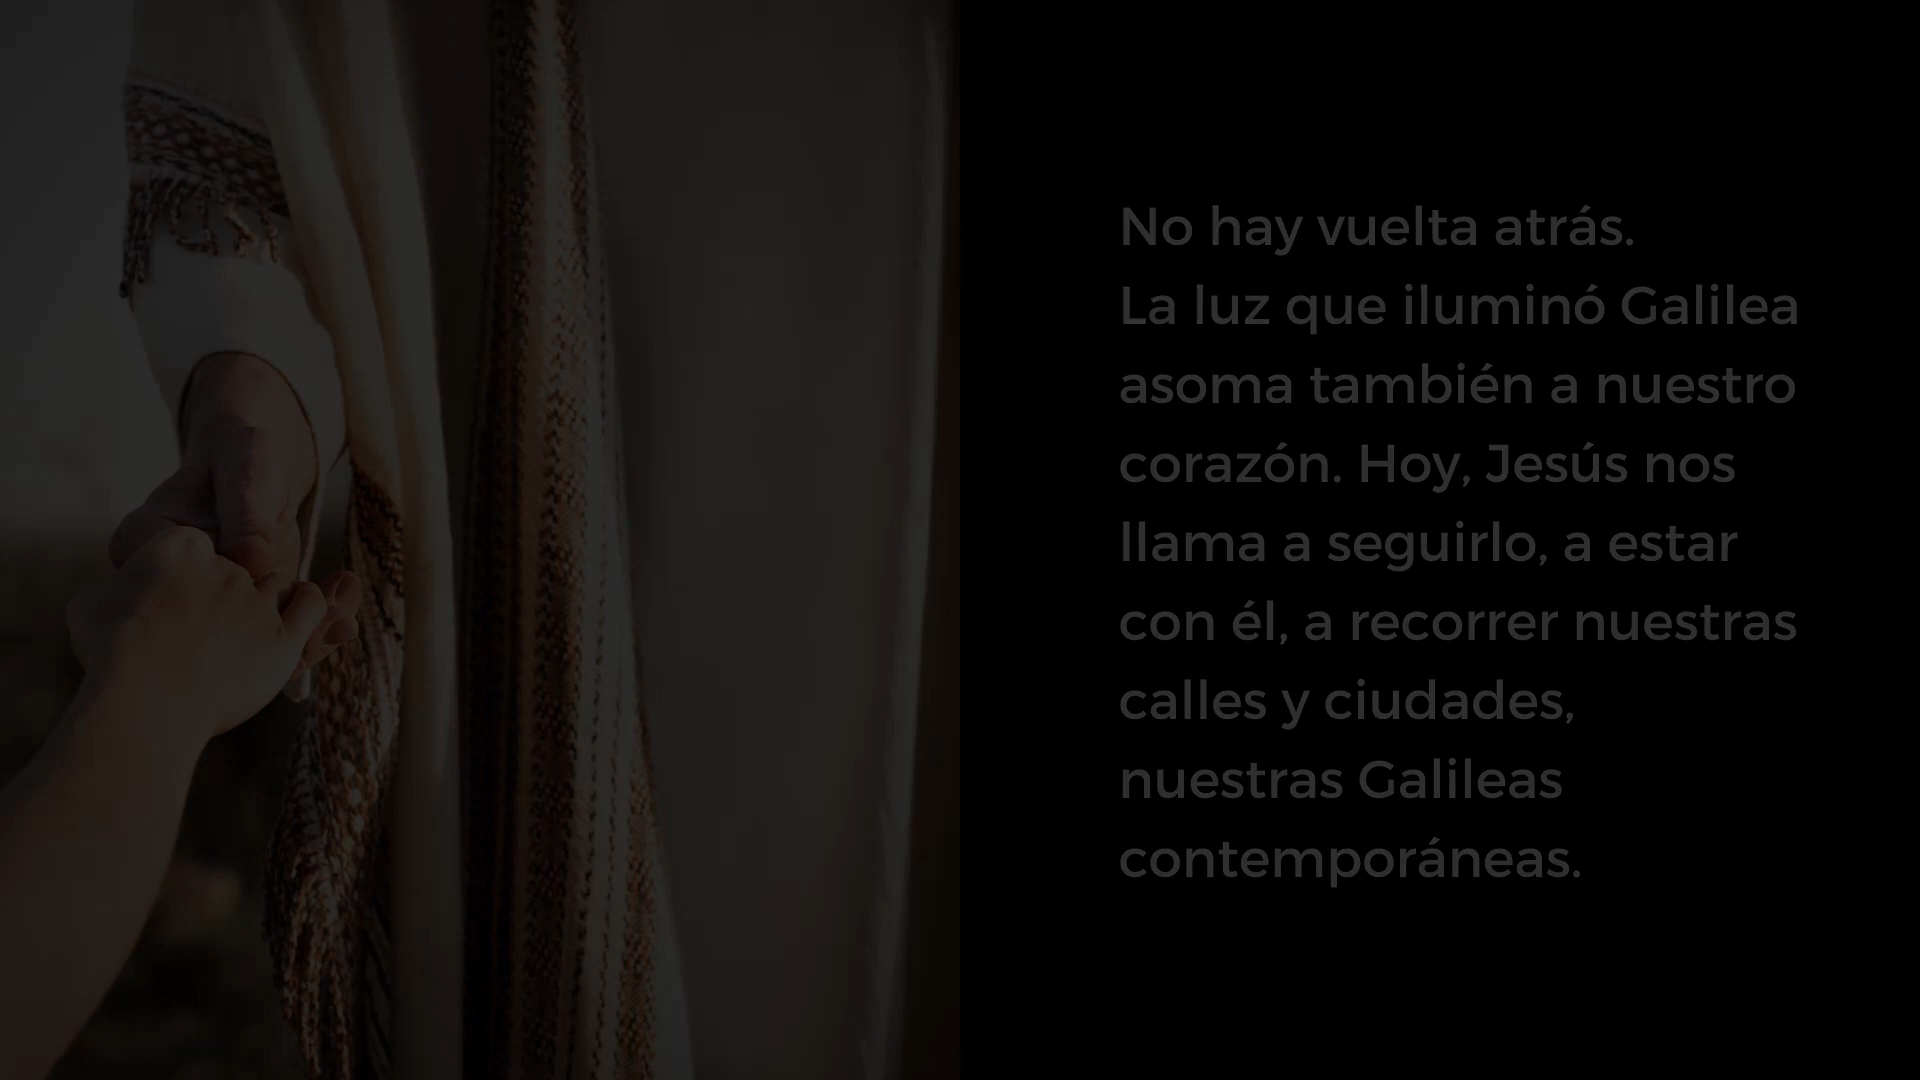 No hay vuelta atrás.
La luz que iluminó Galilea
asoma también a nuestro
corazón. Hoy, Jesús nos
llama a seguirlo, a estar
con él, a recorrer nuestras
calles y ciudades,
nuestras Galileas
contemporáneas.